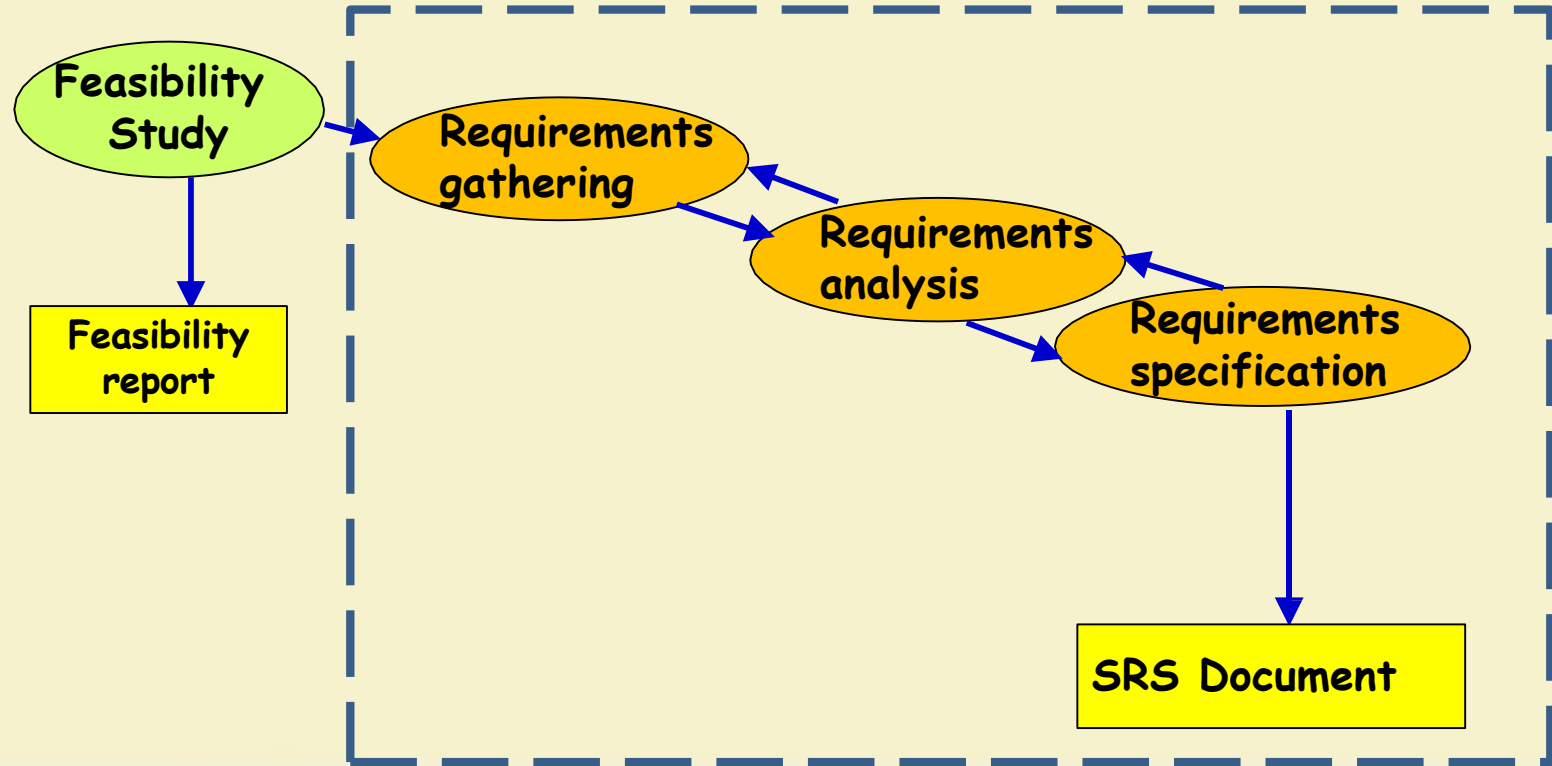 Feasibility
Study
Requirements
gathering
Requirements
analysis
Requirements
specification
Feasibility
report
SRS Document